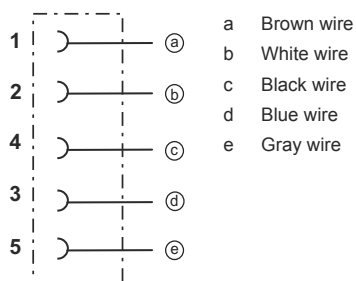 1 ⓐ
2 ⓑ
4 ⓒ
3 ⓓ
5 ⓔ
a Brown wire
b White wire
c Black wire
d Blue wire
e Gray wire